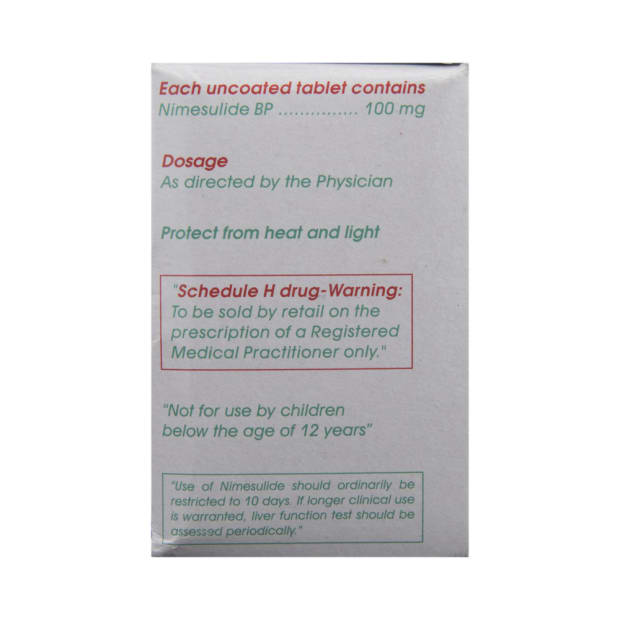 Each uncoated tablet contains
Nimesulide BP ............... 100 mg
Dosage
As directed by the Physician
Protect from heat and light
"Schedule H drug-Warning:
To be sold by retail on the
prescription of a Registered
Medical Practitioner only."
"Not for use by children
below the age of 12 years"
"Use of Nimesulide should ordinarily be
restricted to 10 days. If longer clinical use
is warranted, liver function test should be
assessed periodically."